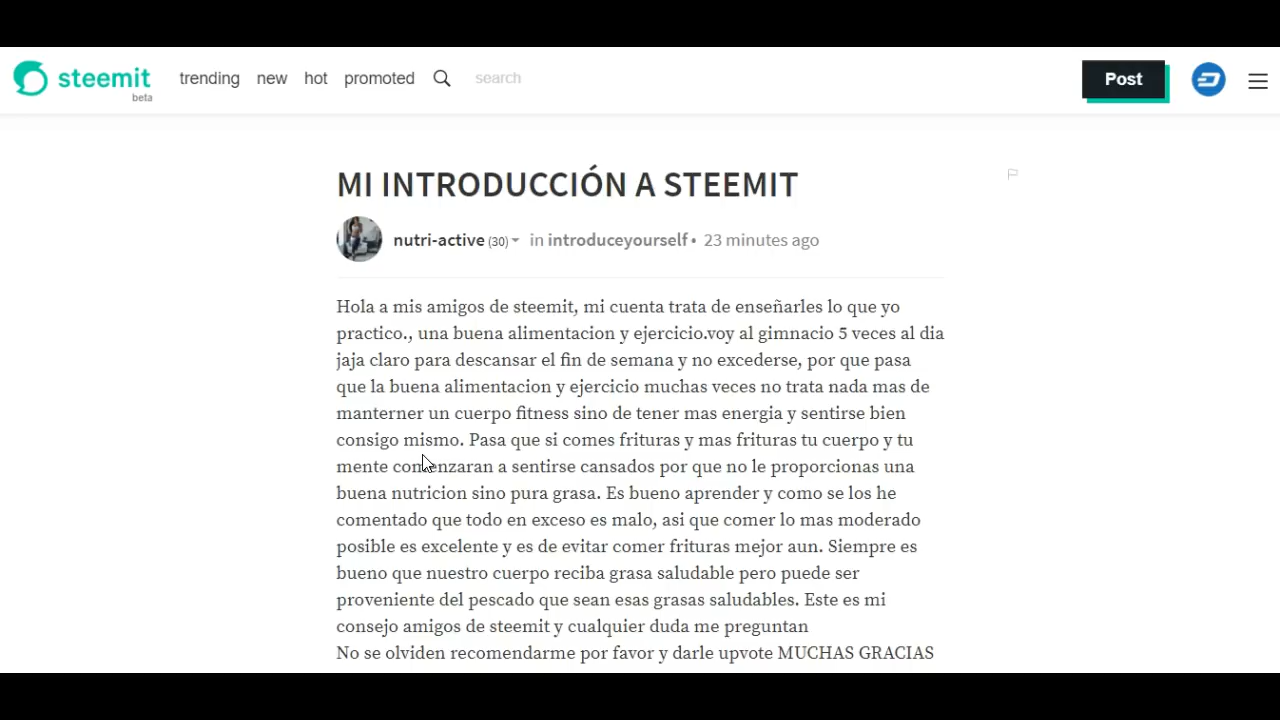 steemit beta trending new hot promoted search Post
MI INTRODUCCIÓN A STEEMIT
nutri-active (30) in introduceyourself • 23 minutes ago
Hola a mis amigos de steemit, mi cuenta trata de enseñarles lo que yo
practico., una buena alimentacion y ejercicio.voy al gimnacio 5 veces al dia
jaja claro para descansar el fin de semana y no excederse, por que pasa
que la buena alimentacion y ejercicio muchas veces no trata nada mas de
manterner un cuerpo fitness sino de tener mas energia y sentirse bien
consigo mismo. Pasa que si comes frituras y mas frituras tu cuerpo y tu
mente comenzaran a sentirse cansados por que no le proporcionas una
buena nutricion sino pura grasa. Es bueno aprender y como se los he
comentado que todo en exceso es malo, asi que comer lo mas moderado
posible es excelente y es de evitar comer frituras mejor aun. Siempre es
bueno que nuestro cuerpo reciba grasa saludable pero puede ser
proveniente del pescado que sean esas grasas saludables. Este es mi
consejo amigos de steemit y cualquier duda me preguntan
No se olviden recomendarme por favor y darle upvote MUCHAS GRACIAS